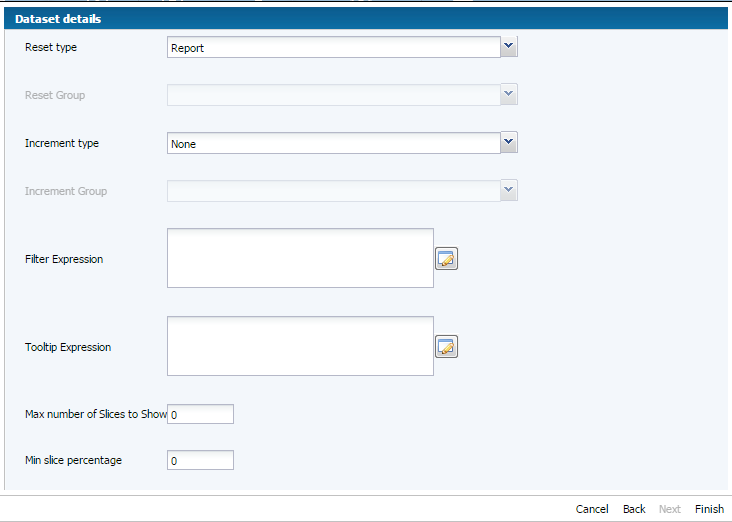 Dataset details
Reset type Report
Reset Group
Increment type None
Increment Group
Filter Expression
Tooltip Expression
Max number of Slices to Show 0
Min slice percentage 0
Cancel Back Next Finish